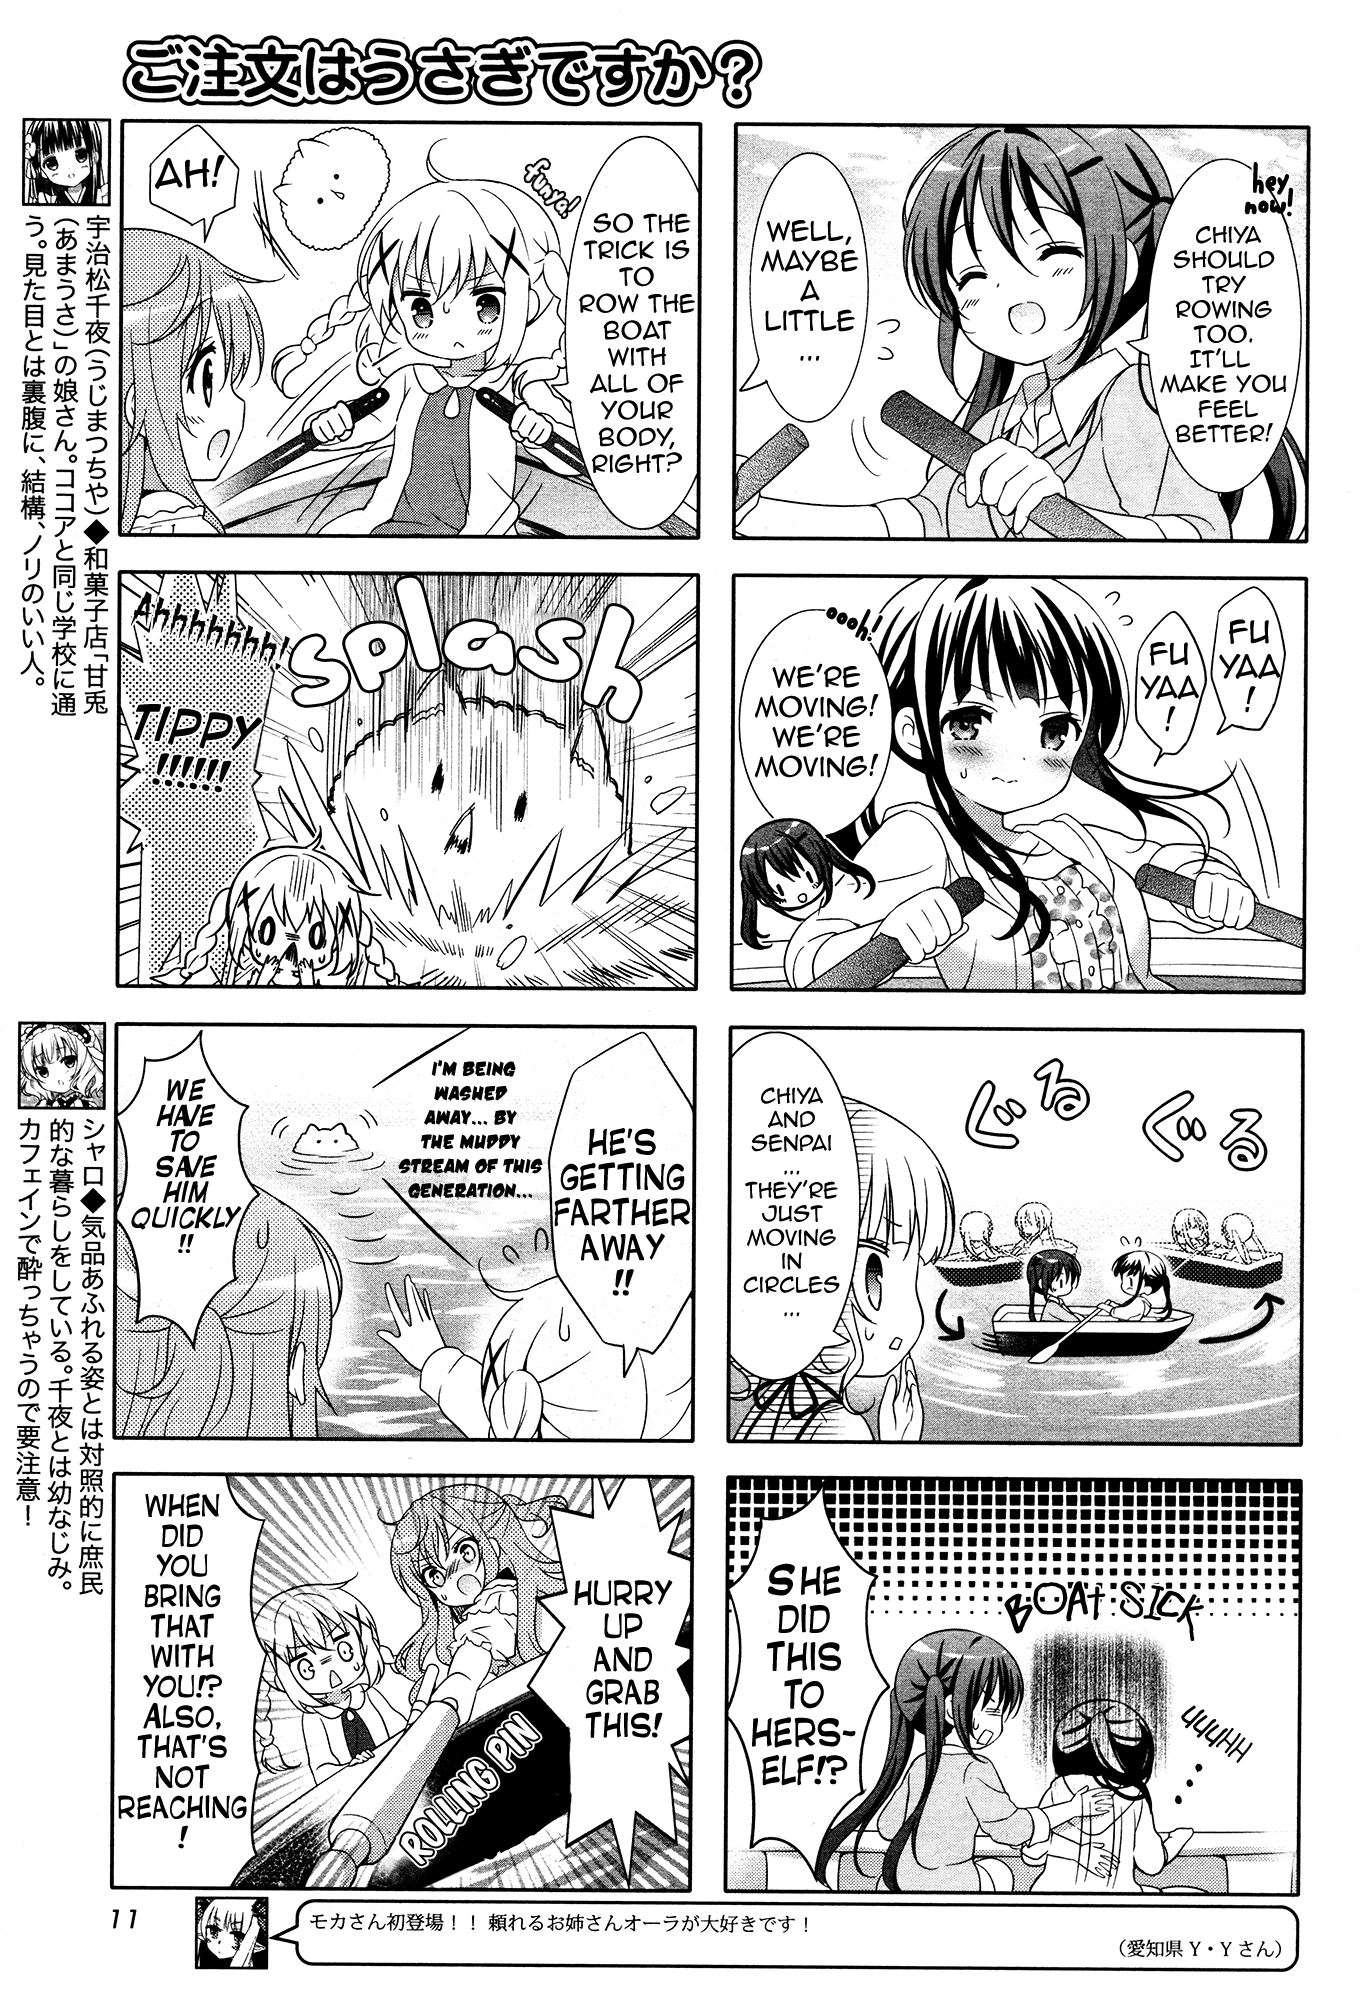 ご注文はうさぎですか？
hey
now!
CHIYA
SHOULD
TRY
ROWING
TOO.
IT'LL
MAKE YOU
FEEL
BETTER!
WELL,
MAYBE
A
LITTLE
...
FU
YAA
!
FU
YAA
!
oooh!
WE'RE
MOVING!
WE'RE
MOVING!
ぐる
ぐる
CHIYA
AND
SENPAI
...
THEY'RE
JUST
MOVING
IN
CIRCLES
...
BOAT SICK
UUUHH
...
SHE
DID
THIS
TO
HERS-
ELF!?
SO THE
TRICK IS
TO
ROW THE
BOAT
WITH
ALL OF
YOUR
BODY,
RIGHT?
funya!
AH!
Splash
Ahhhhhhhh!
TIPPY
!!!!!!
HE'S
GETTING
FARTHER
AWAY
!!
I'M BEING
WASHED
AWAY... BY
THE MUDDY
STREAM OF THIS
GENERATION...
WE
HAVE
TO
SAVE
HIM
QUICKLY
!!
HURRY
UP
AND
GRAB
THIS!
ROLLING PIN
WHEN
DID
YOU
BRING
THAT
WITH
YOU!?
ALSO,
THAT'S
NOT
REACHING
!
宇治松千夜（うじまつちや）◆和菓子店「甘兎
（あまうさ）」の娘さん。ココアと同じ学校に通
う。見た目とは裏腹に、結構、ノリのいい人。
シャロ◆気品あふれる姿とは対照的に庶民
的な暮らしをしている。千夜とは幼なじみ。
カフェインで酔っちゃうので要注意！
11
モカさん初登場！！ 頼れるお姉さんオーラが大好きです！
（愛知県 Y・Y さん）